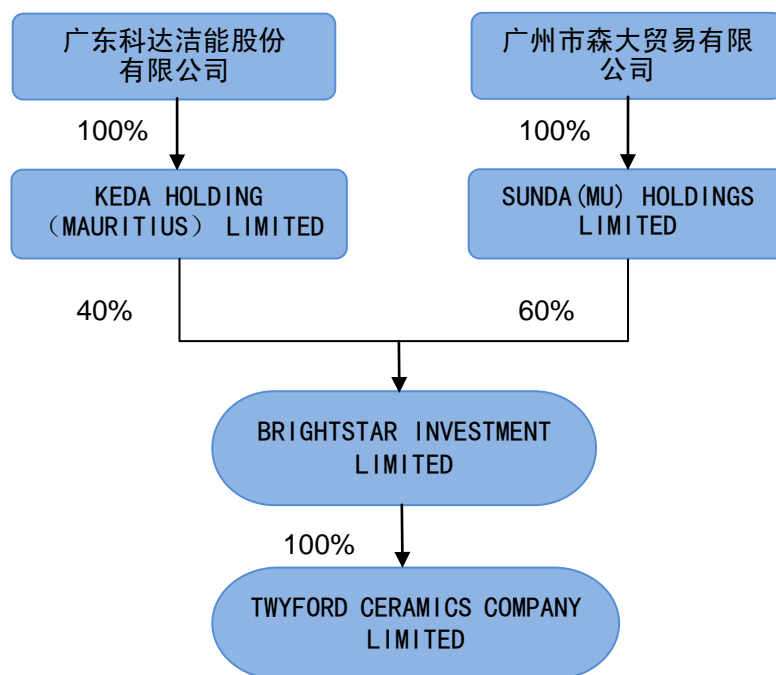 广东科达洁能股份
有限公司
广州市森大贸易有限
公司
100%
100%
KEDA HOLDING
（MAURITIUS） LIMITED
SUNDA(MU) HOLDINGS
LIMITED
40%
60%
BRIGHTSTAR INVESTMENT
LIMITED
100%
TWYFORD CERAMICS COMPANY
LIMITED